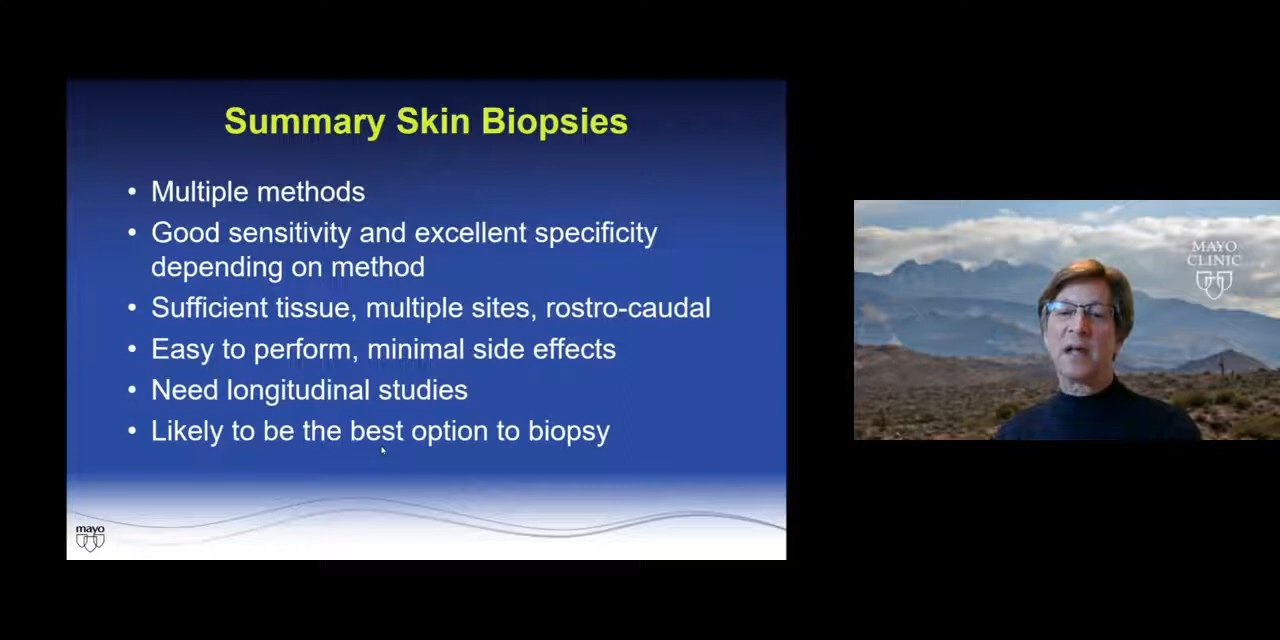 Summary Skin Biopsies
• Multiple methods
• Good sensitivity and excellent specificity
depending on method
• Sufficient tissue, multiple sites, rostro-caudal
• Easy to perform, minimal side effects
• Need longitudinal studies
• Likely to be the best option to biopsy
mayo
MAYO
CLINIC